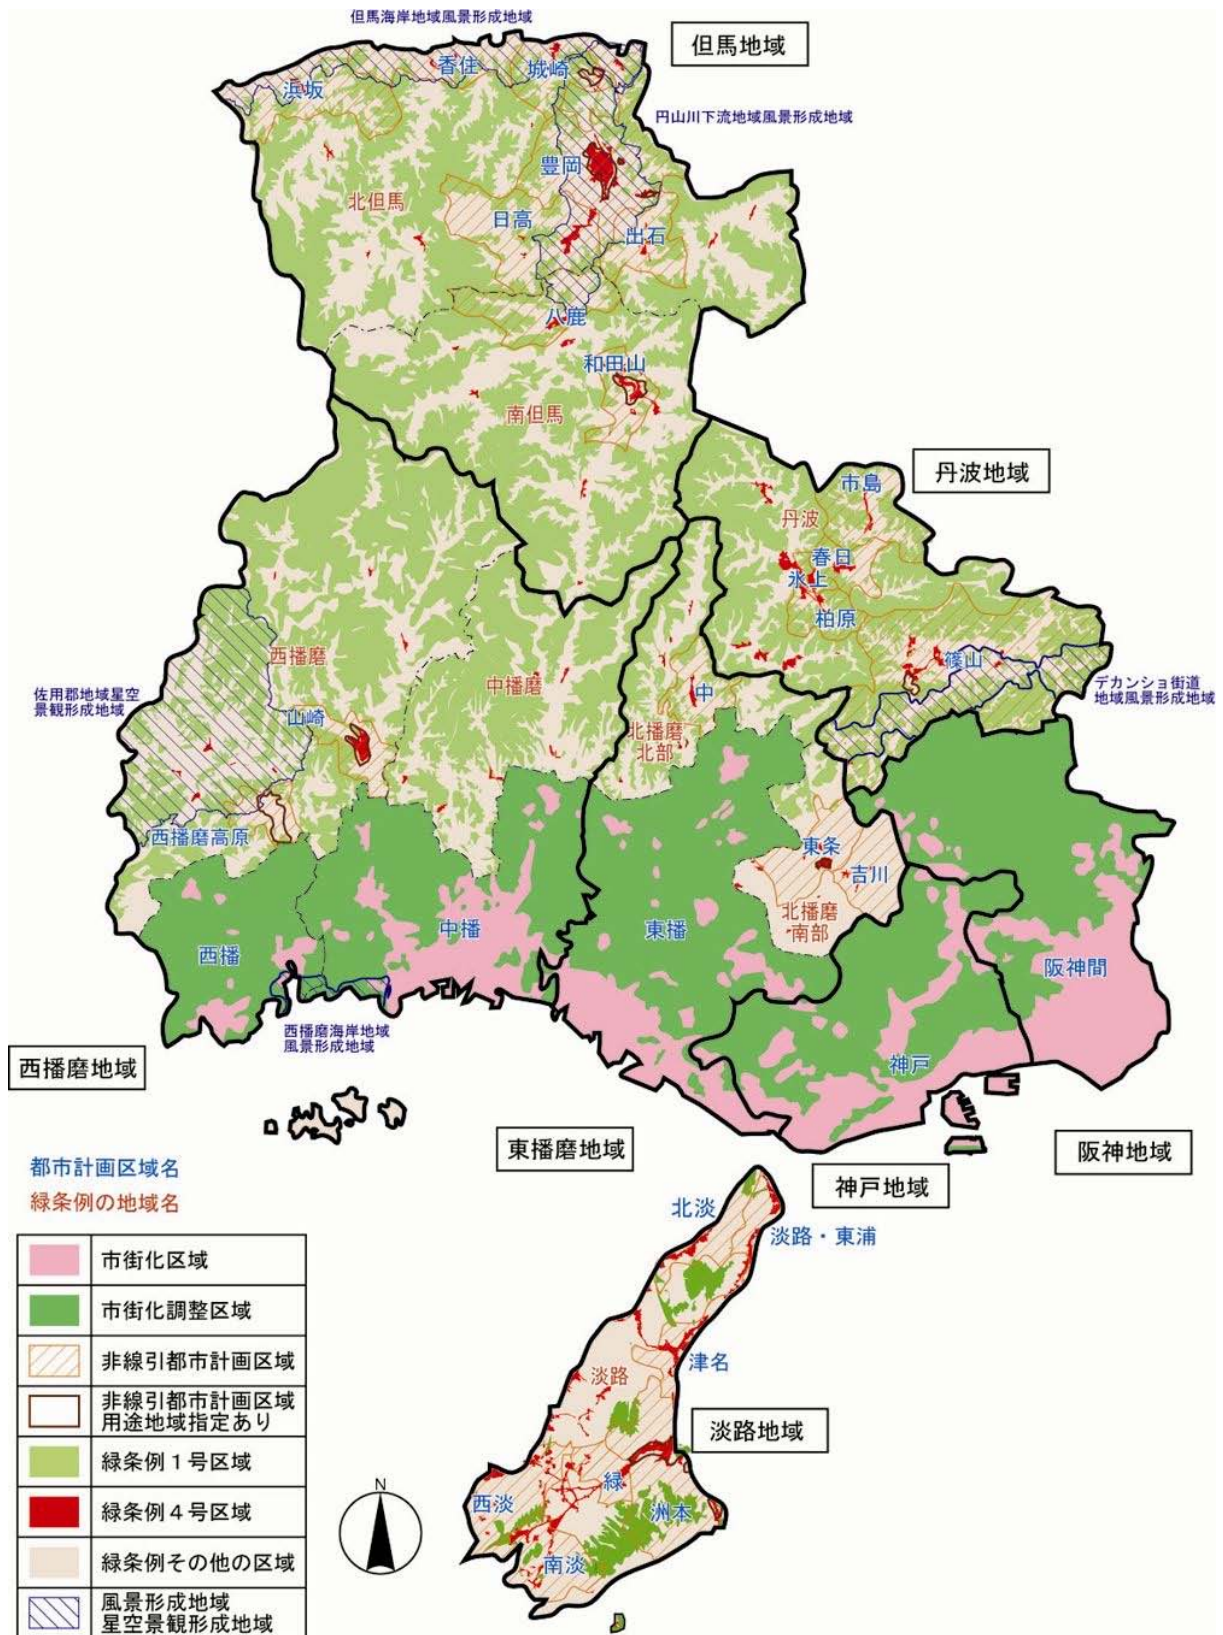 但馬海岸地域風景形成地域
但馬地域
香住
城崎
浜坂
円山川下流地域風景形成地域
豊岡
北但馬
日高
出石
八鹿
和田山
南但馬
丹波地域
市島
丹波
春日
氷上
柏原
篠山
デカンショ街道
地域風景形成地域
西播磨
中播磨
佐用郡地域星空
景観形成地域
山崎
中
北播磨
北部
西播磨高原
東条
吉川
北播磨
南部
西播
中播
東播
阪神間
西播磨海岸地域
風景形成地域
神戸
西播磨地域
東播磨地域
阪神地域
神戸地域
都市計画区域名
緑条例の地域名
北淡
淡路・東浦
津名
淡路
淡路地域
緑
西淡
洲本
南淡
N
市街化区域
市街化調整区域
非線引都市計画区域
非線引都市計画区域
用途地域指定あり
緑条例1号区域
緑条例4号区域
緑条例その他の区域
風景形成地域
星空景観形成地域